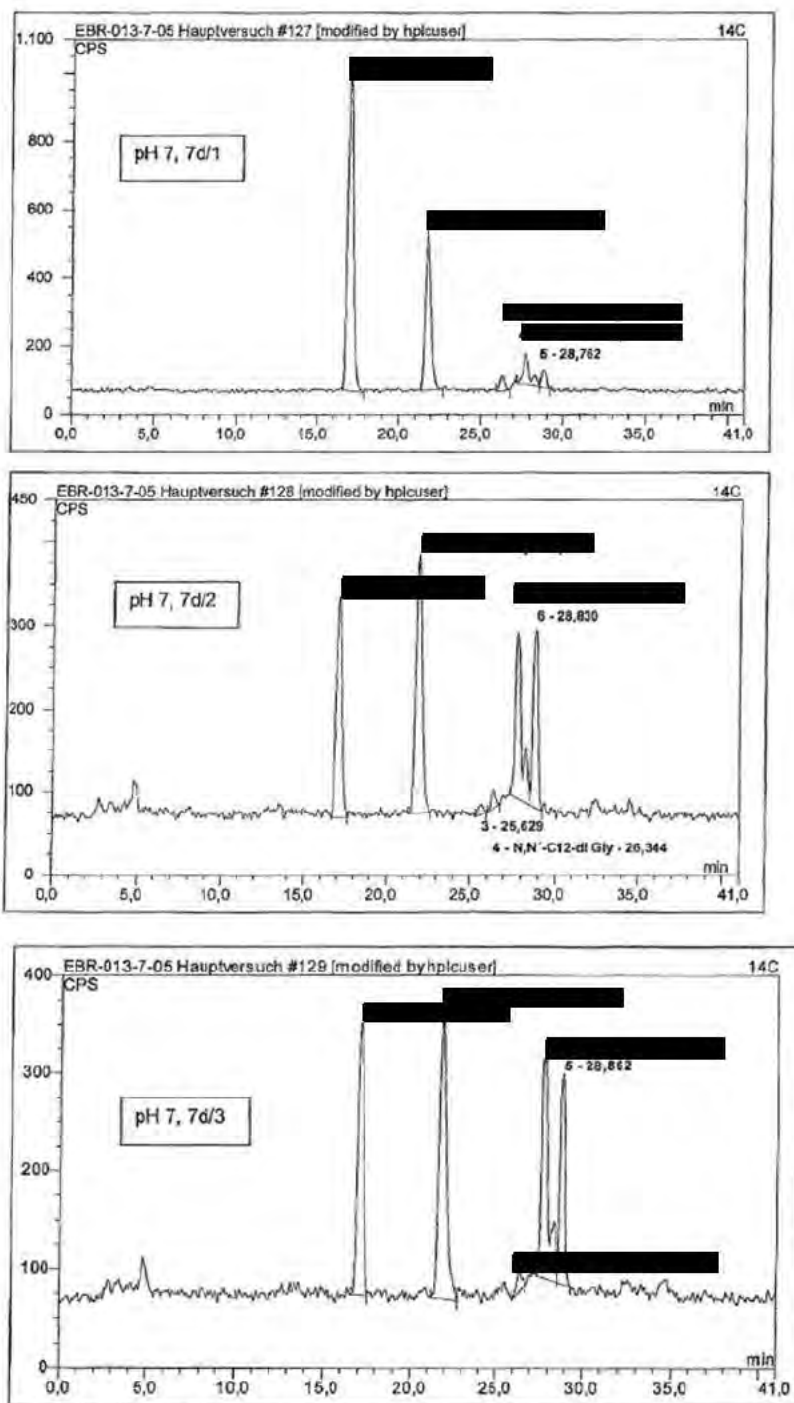 EBR-013-7-05 Hauptversuch #127 [modified by hplcuser] 14C
1.100
CPS
pH 7, 7d/1
800
600
400
200
5 - 28,762
0
min
0,0 5,0 10,0 15,0 20,0 25,0 30,0 35,0 41,0
EBR-013-7-05 Hauptversuch #128 [modified by hplcuser] 14C
450
CPS
pH 7, 7d/2
300
6 - 28,830
200
100
3 - 25,629
4 - N,N´-C12-di Gly - 26,344
0
min
0,0 5,0 10,0 15,0 20,0 25,0 30,0 35,0 41,0
EBR-013-7-05 Hauptversuch #129 [modified by hplcuser] 14C
400
CPS
5 - 28,862
300
pH 7, 7d/3
200
100
min
0
0,0 5,0 10,0 15,0 20,0 25,0 30,0 35,0 41,0